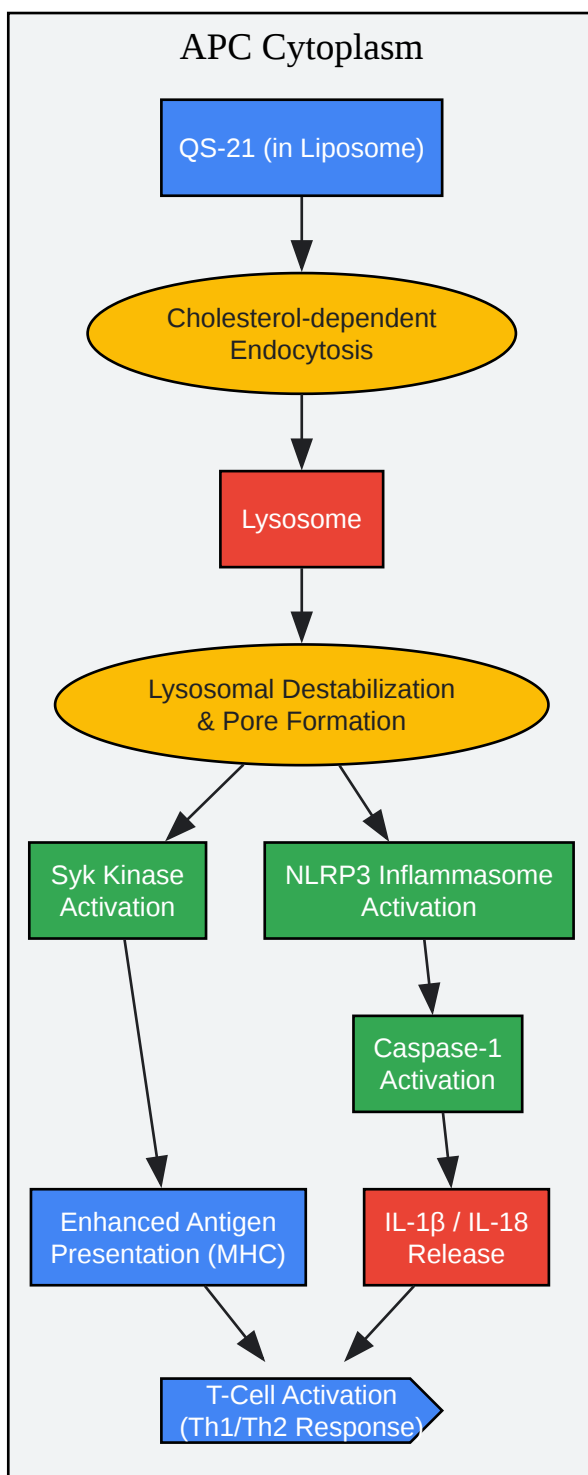 APC Cytoplasm
QS-21 (in Liposome)
Cholesterol-dependent
Endocytosis
Lysosome
Lysosomal Destabilization
& Pore Formation
Syk Kinase
Activation
NLRP3 Inflammasome
Activation
Caspase-1
Activation
Enhanced Antigen
Presentation (MHC)
IL-1β / IL-18
Release
T-Cell Activation
(Th1/Th2 Response)